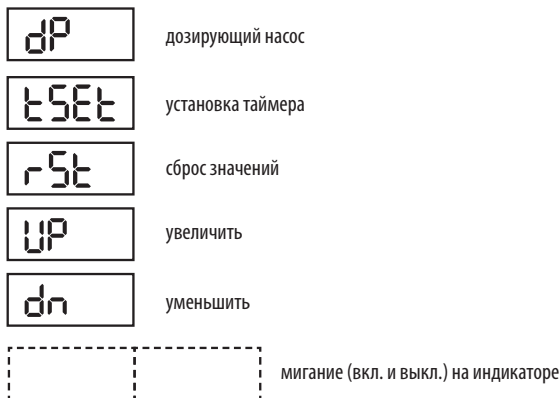 dP дозирующий насос
tSEt установка таймера
rSt сброс значений
UP увеличить
dn уменьшить
мигание (вкл. и выкл.) на индикаторе